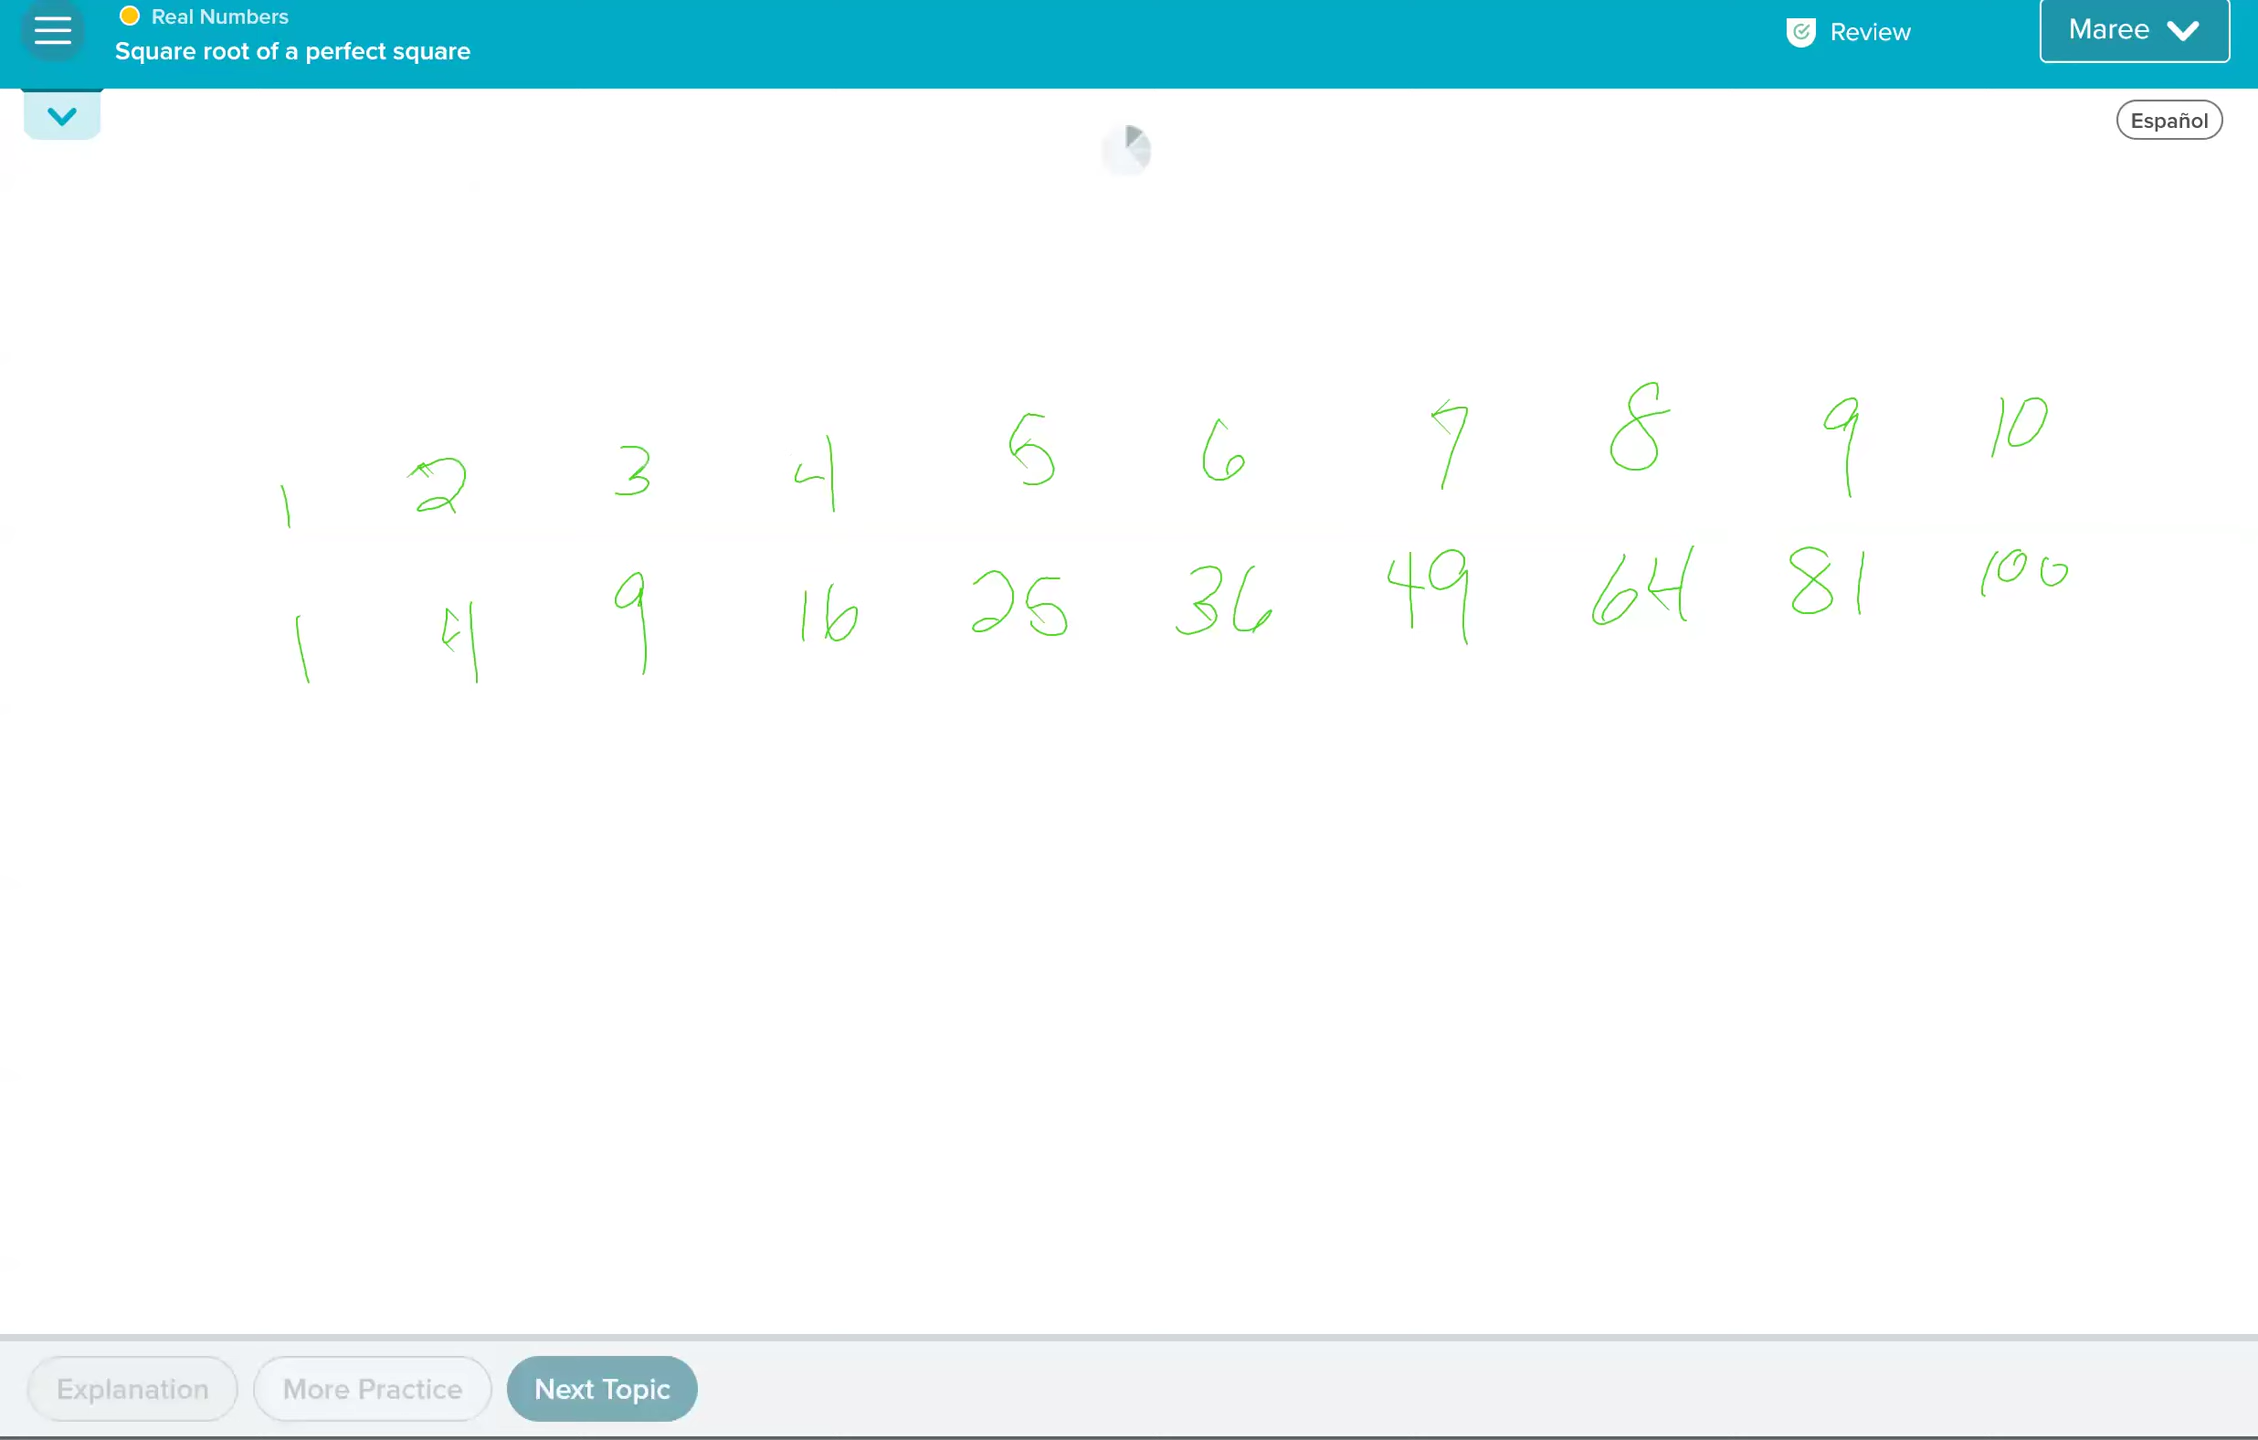 Real Numbers
Square root of a perfect square
Review
Maree
Español
1 2 3 4 5 6 7 8 9 10
1 4 9 16 25 36 49 64 81 100
Explanation
More Practice
Next Topic